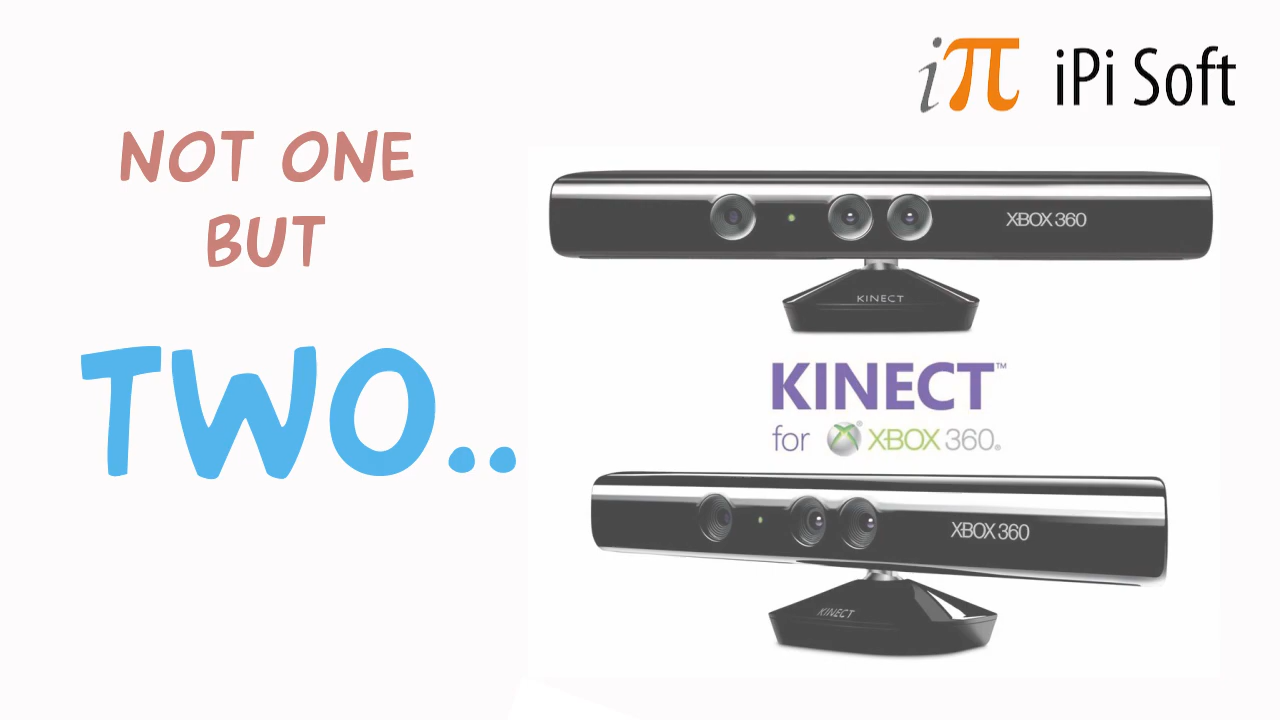 iπ iPi Soft
NOT ONE
BUT
TWO..
XBOX 360
KINECT
KINECT™
for XBOX 360®
XBOX 360
KINECT